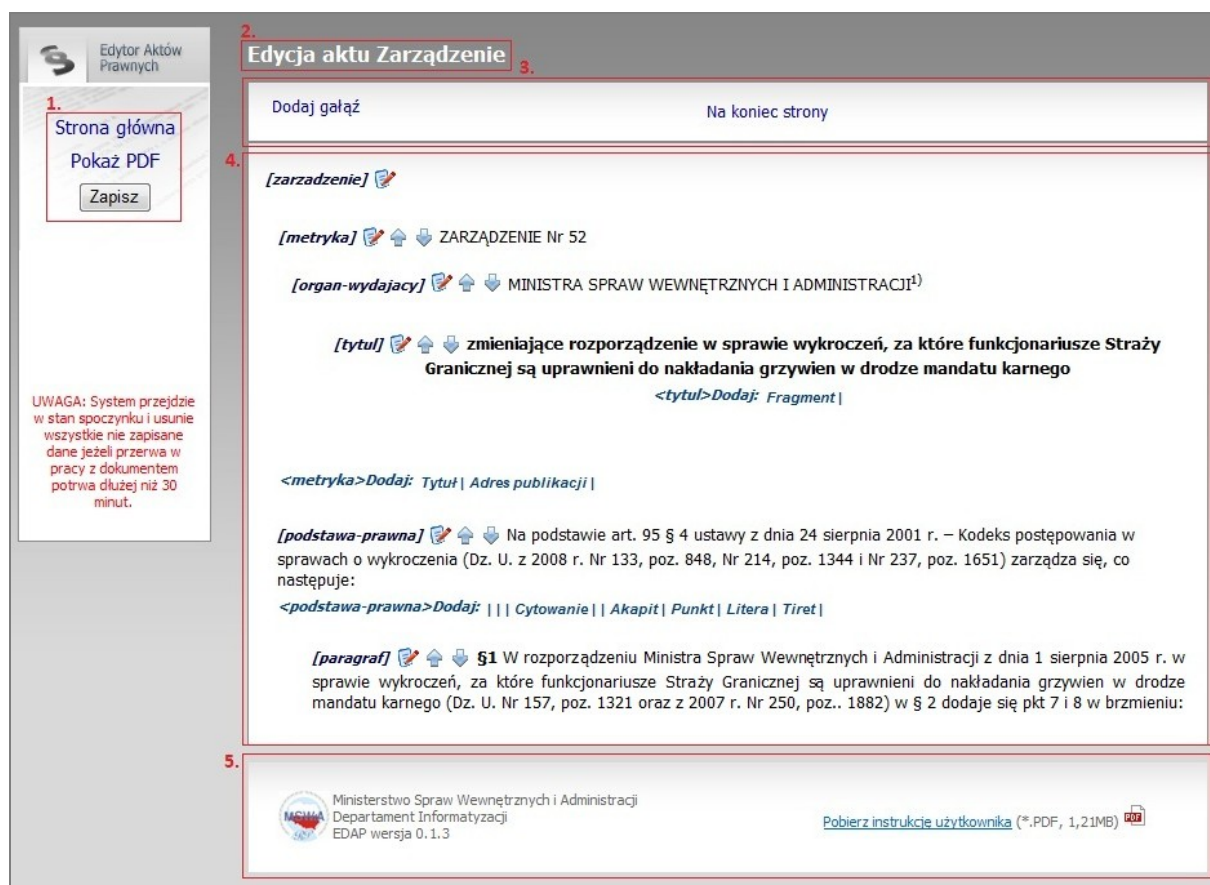 Edytor Aktów
Prawnych
1.
Strona główna
Pokaż PDF
Zapisz
UWAGA: System przejdzie
w stan spoczynku i usunie
wszystkie nie zapisane
dane jeżeli przerwa w
pracy z dokumentem
potrwa dłużej niż 30
minut.
2.
Edycja aktu Zarządzenie
3.
Dodaj gałąź Na koniec strony
4.
[zarzadzenie]
[metryka] ZARZĄDZENIE Nr 52
[organ-wydajacy] MINISTRA SPRAW WEWNĘTRZNYCH I ADMINISTRACJI1)
[tytul] zmieniające rozporządzenie w sprawie wykroczeń, za które funkcjonariusze Straży
Granicznej są uprawnieni do nakładania grzywien w drodze mandatu karnego
<tytul>Dodaj: Fragment |
<metryka>Dodaj: Tytuł | Adres publikacji |
[podstawa-prawna] Na podstawie art. 95 § 4 ustawy z dnia 24 sierpnia 2001 r. – Kodeks postępowania w
sprawach o wykroczenia (Dz. U. z 2008 r. Nr 133, poz. 848, Nr 214, poz. 1344 i Nr 237, poz. 1651) zarządza się, co
następuje:
<podstawa-prawna>Dodaj: | | | Cytowanie | | Akapit | Punkt | Litera | Tiret |
[paragraf] §1 W rozporządzeniu Ministra Spraw Wewnętrznych i Administracji z dnia 1 sierpnia 2005 r. w
sprawie wykroczeń, za które funkcjonariusze Straży Granicznej są uprawnieni do nakładania grzywien w drodze
mandatu karnego (Dz. U. Nr 157, poz. 1321 oraz z 2007 r. Nr 250, poz.. 1882) w § 2 dodaje się pkt 7 i 8 w brzmieniu:
5.
MSWiA
Ministerstwo Spraw Wewnętrznych i Administracji
Departament Informatyzacji
EDAP wersja 0.1.3
Pobierz instrukcję użytkownika (*.PDF, 1,21MB) PDF